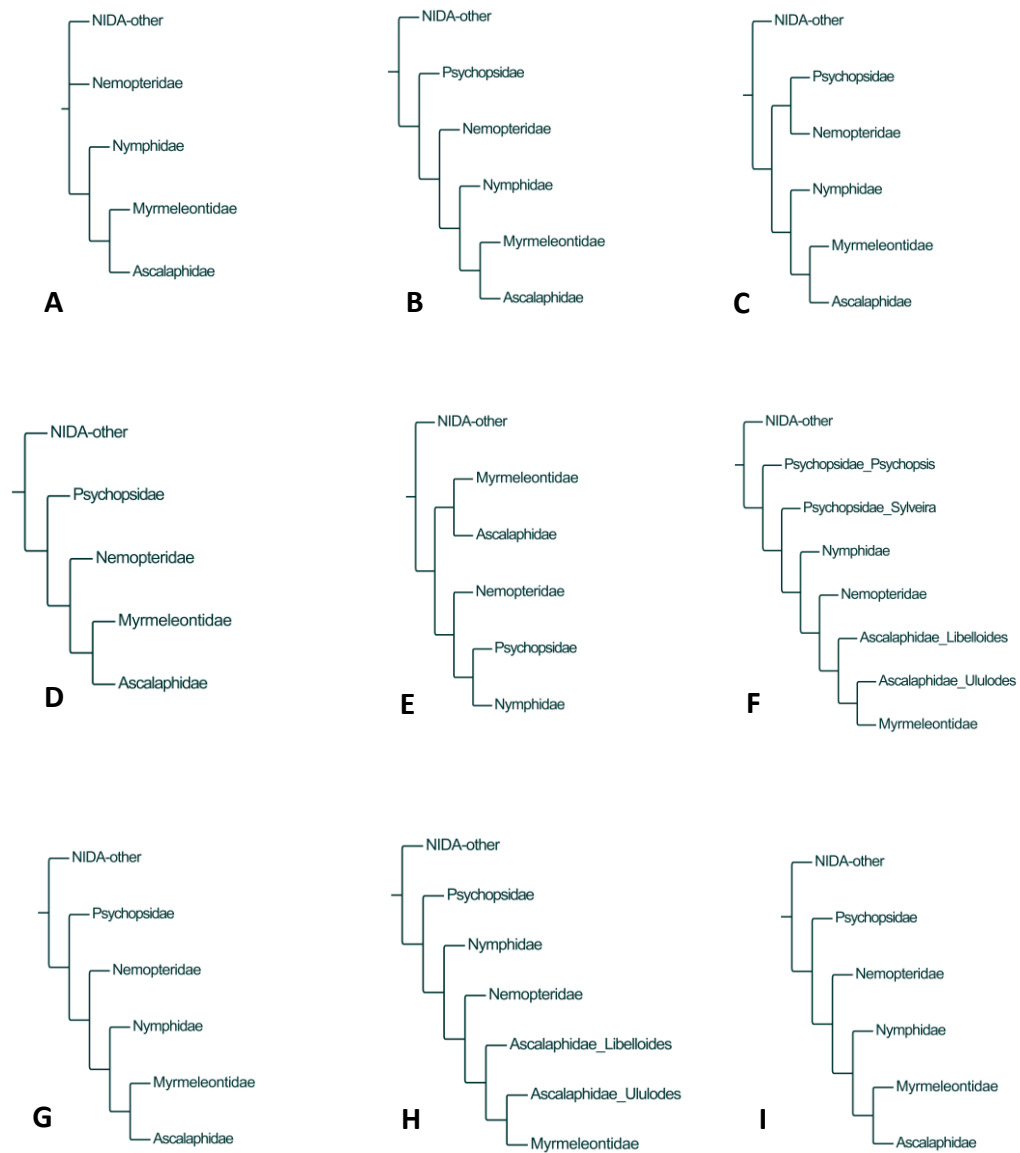 NIDA-other
Nemopteridae
Nymphidae
Myrmeleontidae
Ascalaphidae
A
NIDA-other
Psychopsidae
Nemopteridae
Nymphidae
Myrmeleontidae
Ascalaphidae
B
NIDA-other
Psychopsidae
Nemopteridae
Nymphidae
Myrmeleontidae
Ascalaphidae
C
NIDA-other
Psychopsidae
Nemopteridae
Myrmeleontidae
Ascalaphidae
D
NIDA-other
Myrmeleontidae
Ascalaphidae
Nemopteridae
Psychopsidae
Nymphidae
E
NIDA-other
Psychopsidae_Psychopsis
Psychopsidae_Sylveira
Nymphidae
Nemopteridae
Ascalaphidae_Libelloides
Ascalaphidae_Ululodes
Myrmeleontidae
F
NIDA-other
Psychopsidae
Nemopteridae
Nymphidae
Myrmeleontidae
Ascalaphidae
G
NIDA-other
Psychopsidae
Nymphidae
Nemopteridae
Ascalaphidae_Libelloides
Ascalaphidae_Ululodes
Myrmeleontidae
H
NIDA-other
Psychopsidae
Nemopteridae
Nymphidae
Myrmeleontidae
Ascalaphidae
I